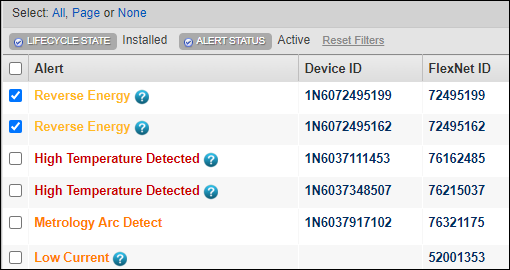 Select: All, Page or None
LIFECYCLE STATE Installed ALERT STATUS Active Reset Filters
Alert Device ID FlexNet ID
Reverse Energy ? 1N6072495199 72495199
Reverse Energy ? 1N6072495162 72495162
High Temperature Detected ? 1N6037111453 76162485
High Temperature Detected ? 1N6037348507 76215037
Metrology Arc Detect 1N6037917102 76321175
Low Current ? 52001353